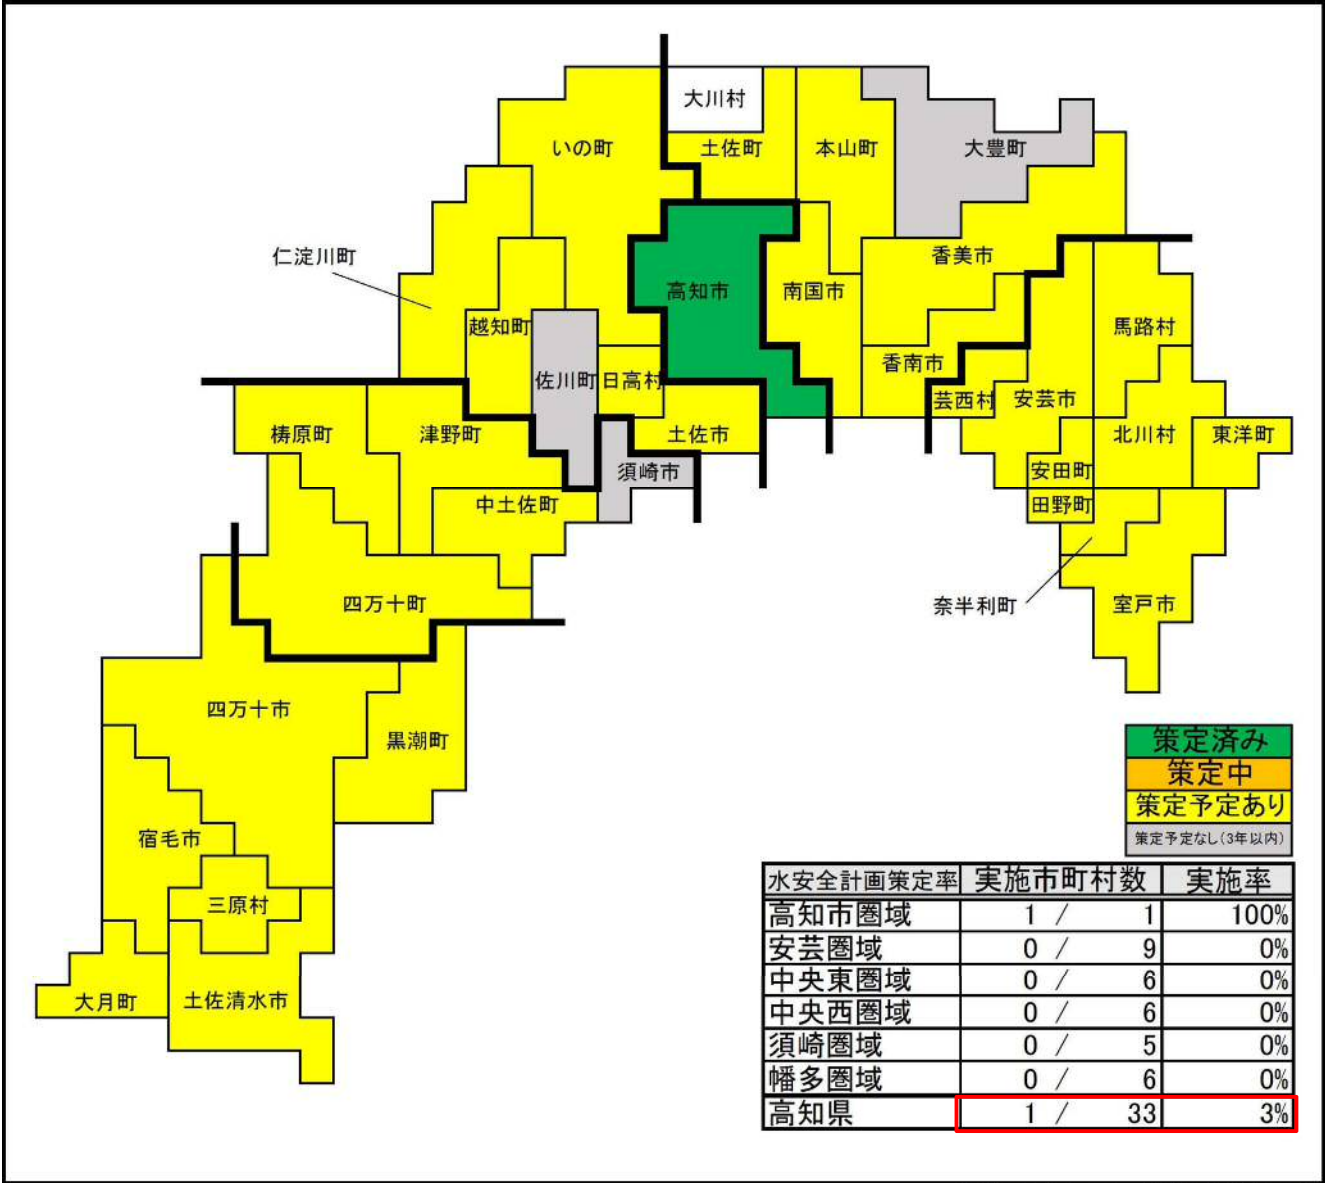 大川村
いの町
土佐町
本山町
大豊町
仁淀川町
香美市
高知市
南国市
越知町
馬路村
佐川町
日高村
香南市
芸西村
安芸市
梼原町
津野町
土佐市
北川村
東洋町
須崎市
安田町
中土佐町
田野町
四万十町
奈半利町
室戸市
四万十市
黒潮町
宿毛市
三原村
大月町
土佐清水市
策定済み
策定中
策定予定あり
策定予定なし(3年以内)
水安全計画策定率 実施市町村数 実施率
高知市圏域 1 / 1 100%
安芸圏域 0 / 9 0%
中央東圏域 0 / 6 0%
中央西圏域 0 / 6 0%
須崎圏域 0 / 5 0%
幡多圏域 0 / 6 0%
高知県 1 / 33 3%